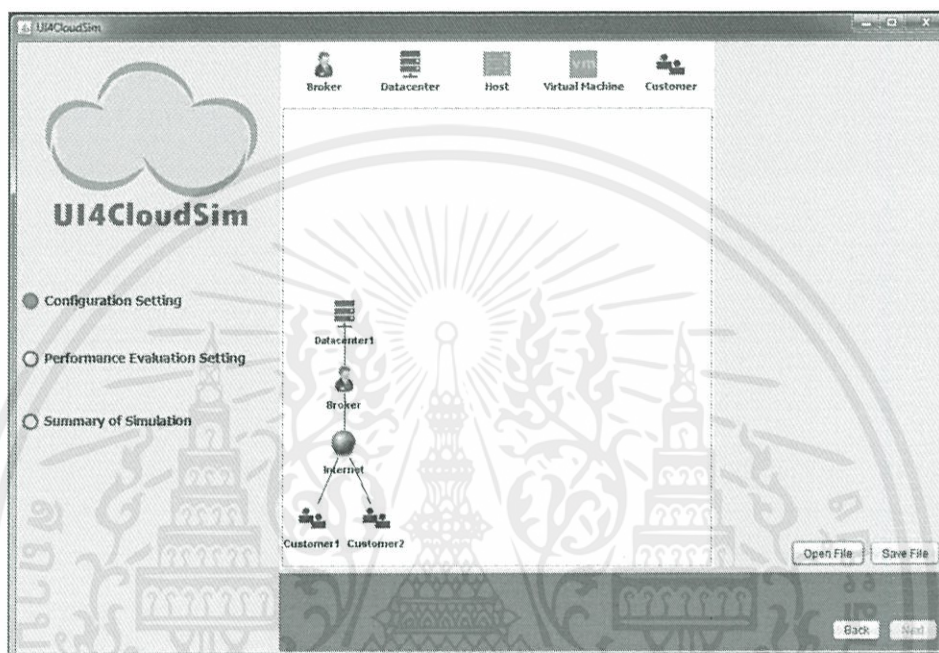 UI4CloudSim
Broker
Datacenter
Host
vm
Virtual Machine
Customer
UI4CloudSim
Configuration Setting
Performance Evaluation Setting
Summary of Simulation
Datacenter1
Broker
Internet
Customer1
Customer2
Open File
Save File
Back
Next